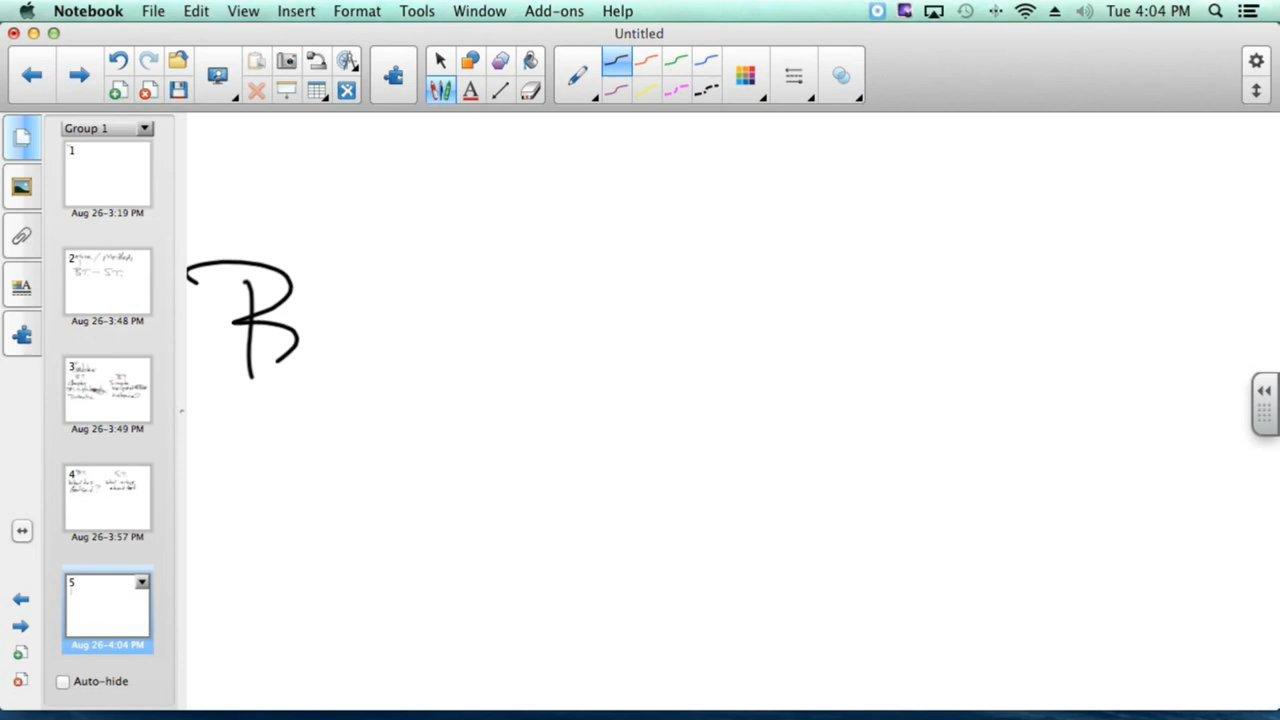 Notebook File Edit View Insert Format Tools Window Add-ons Help Tue 4:04 PM
Untitled
Group 1
1
Aug 26-3:19 PM
2
Aug 26-3:48 PM
3
Aug 26-3:49 PM
4
Aug 26-3:57 PM
5
Aug 26-4:04 PM
Auto-hide
B